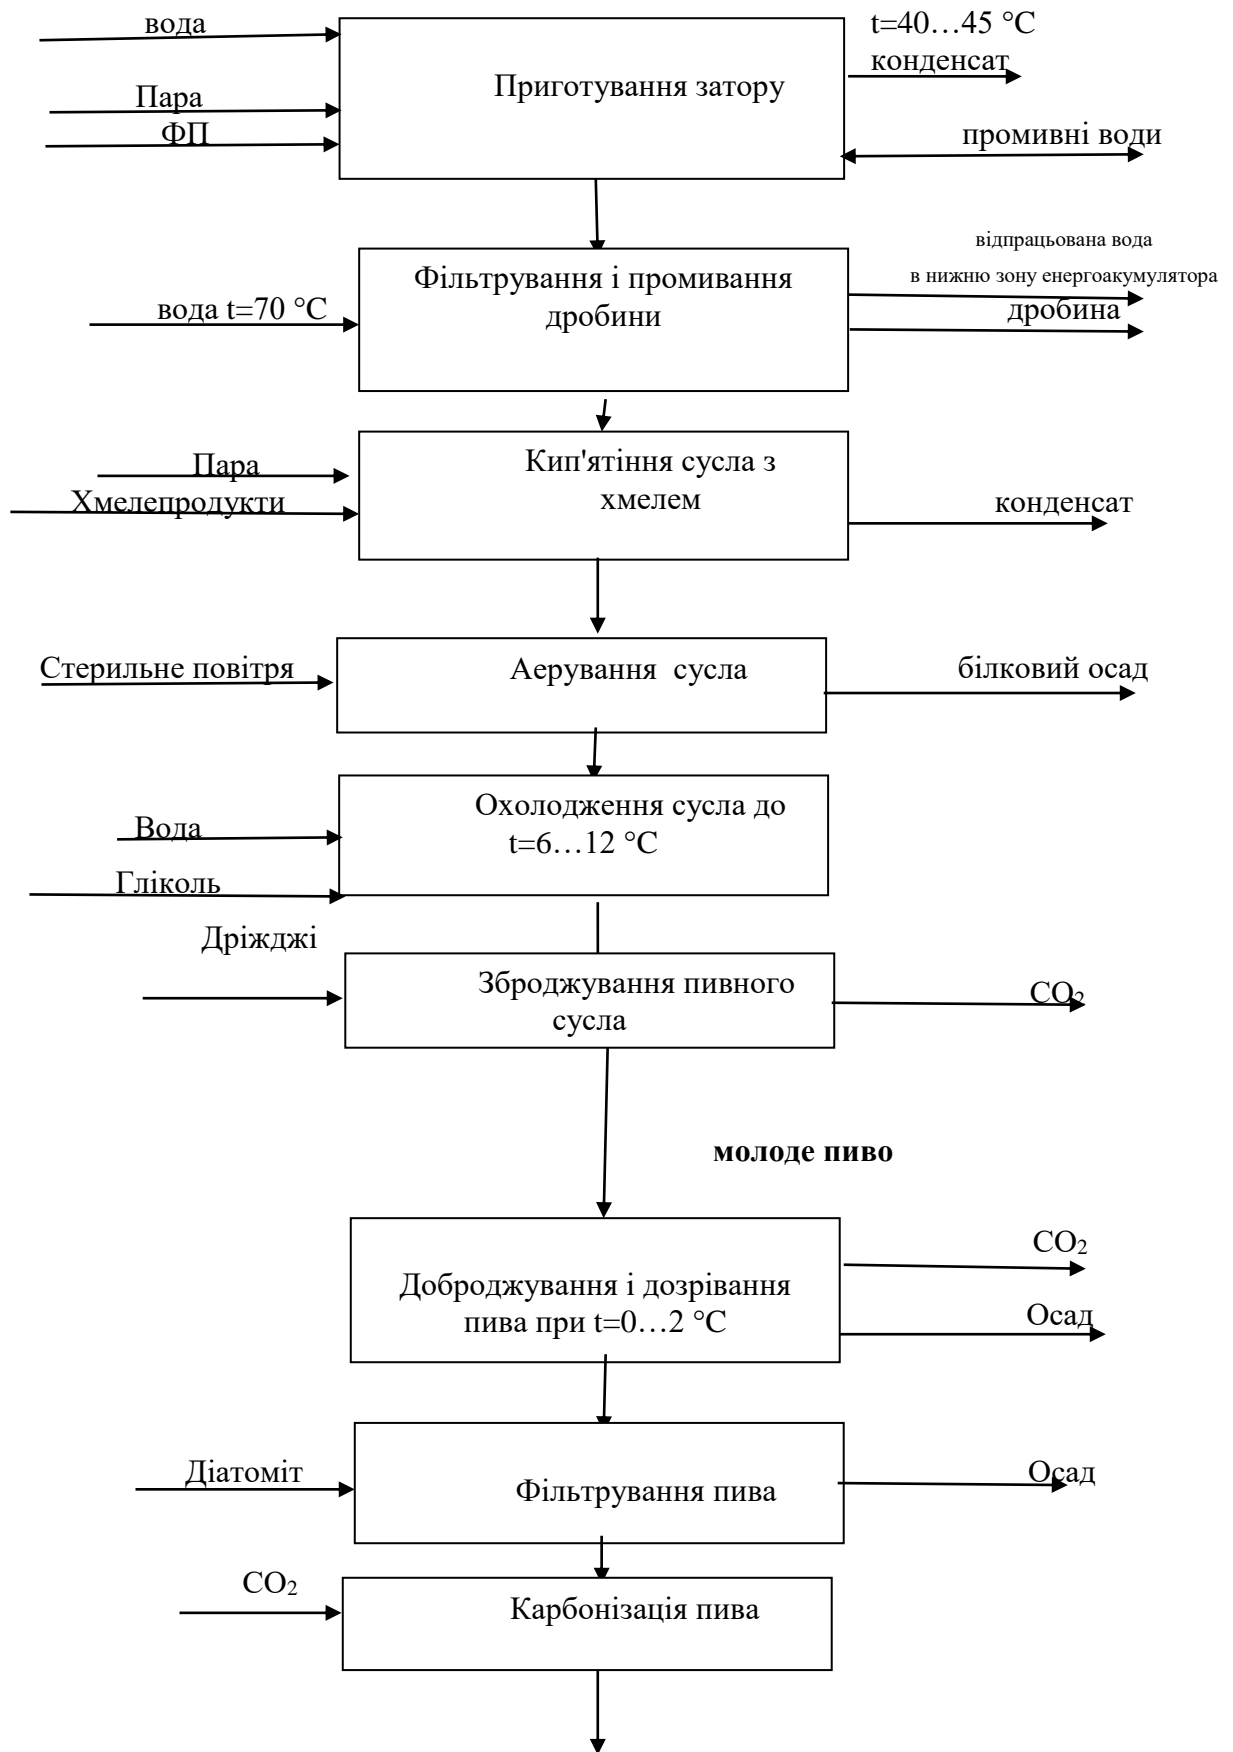 вода
t=40…45 °С
конденсат
Приготування затору
Пара
ФП
промивні води
відпрацьована вода
в нижню зону енергоакумулятора
Фільтрування і промивання
дробини
вода t=70 °С
дробина
Кип'ятіння сусла з
хмелем
Пара
Хмелепродукти
конденсат
Стерильне повітря
Аерування сусла
білковий осад
Охолодження сусла до
t=6…12 °С
Вода
Гліколь
Дріжджі
Зброджування пивного
сусла
СО₂
молоде пиво
СО₂
Доброджування і дозрівання
пива при t=0…2 °С
Осад
Діатоміт
Фільтрування пива
Осад
СО₂
Карбонізація пива